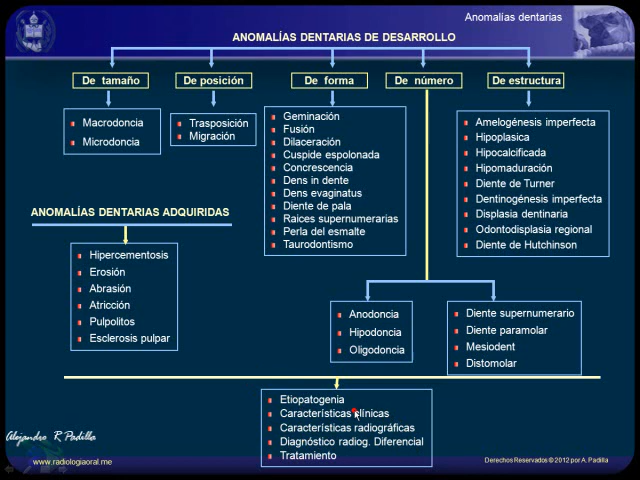 Anomalías dentarias
ANOMALÍAS DENTARIAS DE DESARROLLO
De tamaño
De posición
De forma
De número
De estructura
Macrodoncia
Microdoncia
Trasposición
Migración
Geminación
Fusión
Dilaceración
Cuspide espolonada
Concrescencia
Dens in dente
Dens evaginatus
Diente de pala
Raices supernumerarias
Perla del esmalte
Taurodontismo
Amelogénesis imperfecta
Hipoplasica
Hipocalcificada
Hipomaduración
Diente de Turner
Dentinogénesis imperfecta
Displasia dentinaria
Odontodisplasia regional
Diente de Hutchinson
ANOMALÍAS DENTARIAS ADQUIRIDAS
Hipercementosis
Erosión
Abrasión
Atricción
Pulpolitos
Esclerosis pulpar
Anodoncia
Hipodoncia
Oligodoncia
Diente supernumerario
Diente paramolar
Mesiodent
Distomolar
Etiopatogenia
Características clínicas
Características radiográficas
Diagnóstico radiog. Diferencial
Tratamiento
Alejandro R Padilla
www.radiologiaoral.me
Derechos Reservados © 2012 por A. Padilla